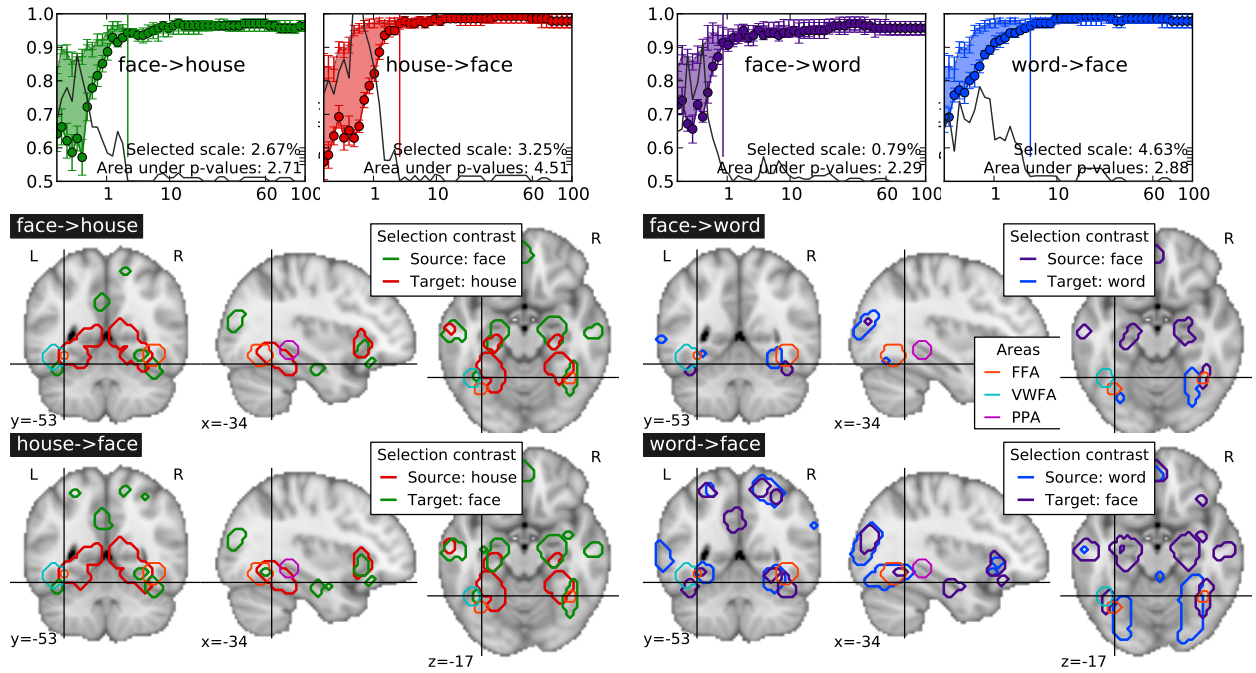 1.0
0.9
0.8
0.7
0.6
0.5
face->house
Selected scale: 2.67%
Area under p-values: 2.71
1 10 60 100
house->face
Selected scale: 3.25%
Area under p-values: 4.51
1 10 60 100
1.0
0.9
0.8
0.7
0.6
0.5
face->word
Selected scale: 0.79%
Area under p-values: 2.29
1 10 60 100
word->face
Selected scale: 4.63%
Area under p-values: 2.88
1 10 60 100
face->house
L R
y=-53
x=-34
Selection contrast
Source: face
Target: house
R
face->word
L R
y=-53
x=-34
Selection contrast
Source: face
Target: word
R
Areas
FFA
VWFA
PPA
house->face
L R
y=-53
x=-34
Selection contrast
Source: house
Target: face
R
z=-17
word->face
L R
y=-53
x=-34
Selection contrast
Source: word
Target: face
R
z=-17